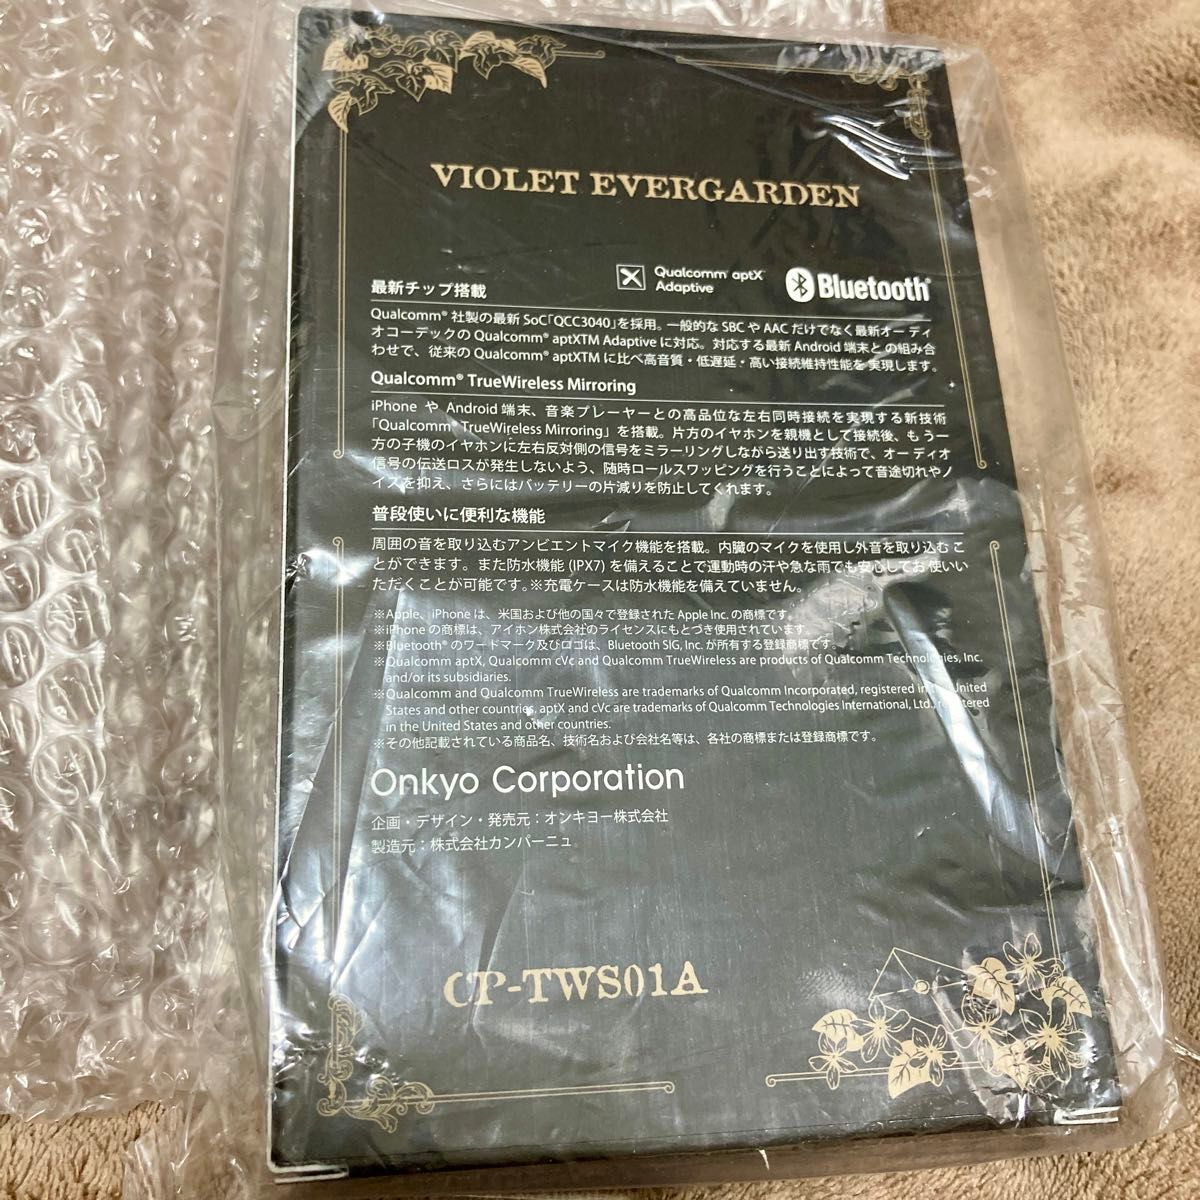 VIOLET EVERGARDEN
Qualcomm® aptX™
Adaptive
Bluetooth®
最新チップ搭載
Qualcomm® 社製の最新 SoC「QCC3040」を採用。一般的な SBC や AAC だけでなく最新オーディ
オコーデックの Qualcomm® aptXTM Adaptive に対応。対応する最新 Android 端末との組み合
わせで、従来の Qualcomm® aptXTM に比べ高音質・低遅延・高い接続維持性能を実現します。
Qualcomm® TrueWireless Mirroring
iPhone や Android 端末、音楽プレーヤーとの高品位な左右同時接続を実現する新技術
「Qualcomm® TrueWireless Mirroring」を搭載。片方のイヤホンを親機として接続後、もう一
方の子機のイヤホンに左右反対側の信号をミラーリングしながら送り出す技術で、オーディオ
信号の伝送ロスが発生しないよう、随時ロールスワッピングを行うことによって音途切れやノ
イズを抑え、さらにはバッテリーの片減りを防止してくれます。
普段使いに便利な機能
周囲の音を取り込むアンビエントマイク機能を搭載。内臓のマイクを使用し外音を取り込むこ
とができます。また防水機能 (IPX7) を備えることで運動時の汗や急な雨でも安心してお使いい
ただくことが可能です。※充電ケースは防水機能を備えていません。
※Apple、iPhone は、米国および他の国々で登録された Apple Inc. の商標です。
※iPhone の商標は、アイホン株式会社のライセンスにもとづき使用されています。
※Bluetooth® のワードマーク及びロゴは、Bluetooth SIG, Inc. が所有する登録商標です。
※Qualcomm aptX, Qualcomm cVc and Qualcomm TrueWireless are products of Qualcomm Technologies, Inc.
and/or its subsidiaries.
※Qualcomm and Qualcomm TrueWireless are trademarks of Qualcomm Incorporated, registered in the United
States and other countries, aptX and cVc are trademarks of Qualcomm Technologies International, Ltd., registered
in the United States and other countries.
※その他記載されている商品名、技術名および会社名等は、各社の商標または登録商標です。
Onkyo Corporation
企画・デザイン・発売元：オンキヨー株式会社
製造元：株式会社カンパーニュ
CP-TWS01A